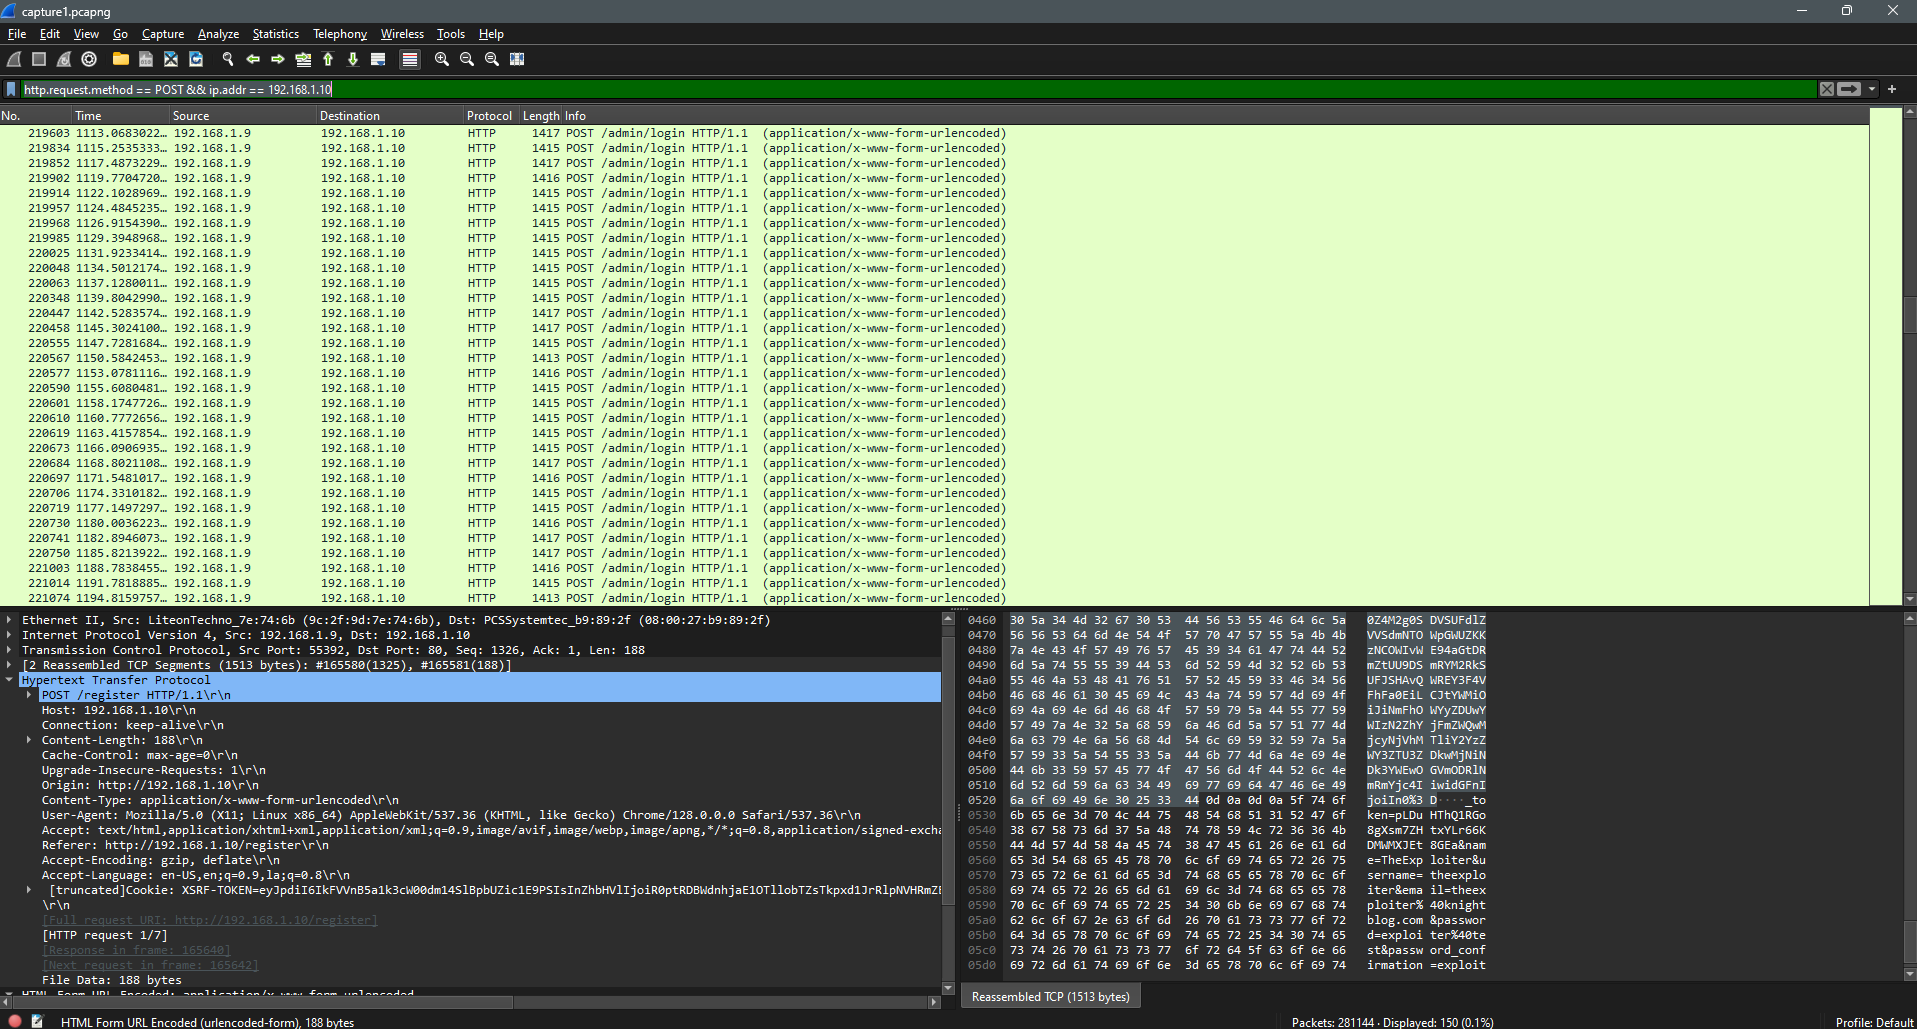 capture1.pcapng
File Edit View Go Capture Analyze Statistics Telephony Wireless Tools Help
http.request.method == POST && ip.addr == 192.168.1.10
No. Time Source Destination Protocol Length Info
219603 1113.0683022… 192.168.1.9 192.168.1.10 HTTP 1417 POST /admin/login HTTP/1.1 (application/x-www-form-urlencoded)
219834 1115.2535333… 192.168.1.9 192.168.1.10 HTTP 1415 POST /admin/login HTTP/1.1 (application/x-www-form-urlencoded)
219852 1117.4873229… 192.168.1.9 192.168.1.10 HTTP 1417 POST /admin/login HTTP/1.1 (application/x-www-form-urlencoded)
219902 1119.7704720… 192.168.1.9 192.168.1.10 HTTP 1416 POST /admin/login HTTP/1.1 (application/x-www-form-urlencoded)
219914 1122.1028969… 192.168.1.9 192.168.1.10 HTTP 1415 POST /admin/login HTTP/1.1 (application/x-www-form-urlencoded)
219957 1124.4845235… 192.168.1.9 192.168.1.10 HTTP 1415 POST /admin/login HTTP/1.1 (application/x-www-form-urlencoded)
219968 1126.9154390… 192.168.1.9 192.168.1.10 HTTP 1415 POST /admin/login HTTP/1.1 (application/x-www-form-urlencoded)
219985 1129.3948968… 192.168.1.9 192.168.1.10 HTTP 1415 POST /admin/login HTTP/1.1 (application/x-www-form-urlencoded)
220025 1131.9233414… 192.168.1.9 192.168.1.10 HTTP 1415 POST /admin/login HTTP/1.1 (application/x-www-form-urlencoded)
220048 1134.5012174… 192.168.1.9 192.168.1.10 HTTP 1415 POST /admin/login HTTP/1.1 (application/x-www-form-urlencoded)
220063 1137.1280011… 192.168.1.9 192.168.1.10 HTTP 1415 POST /admin/login HTTP/1.1 (application/x-www-form-urlencoded)
220348 1139.8042990… 192.168.1.9 192.168.1.10 HTTP 1415 POST /admin/login HTTP/1.1 (application/x-www-form-urlencoded)
220447 1142.5283574… 192.168.1.9 192.168.1.10 HTTP 1417 POST /admin/login HTTP/1.1 (application/x-www-form-urlencoded)
220458 1145.3024100… 192.168.1.9 192.168.1.10 HTTP 1417 POST /admin/login HTTP/1.1 (application/x-www-form-urlencoded)
220555 1147.7281684… 192.168.1.9 192.168.1.10 HTTP 1415 POST /admin/login HTTP/1.1 (application/x-www-form-urlencoded)
220567 1150.5842453… 192.168.1.9 192.168.1.10 HTTP 1413 POST /admin/login HTTP/1.1 (application/x-www-form-urlencoded)
220577 1153.0781116… 192.168.1.9 192.168.1.10 HTTP 1416 POST /admin/login HTTP/1.1 (application/x-www-form-urlencoded)
220590 1155.6080481… 192.168.1.9 192.168.1.10 HTTP 1415 POST /admin/login HTTP/1.1 (application/x-www-form-urlencoded)
220601 1158.1747726… 192.168.1.9 192.168.1.10 HTTP 1415 POST /admin/login HTTP/1.1 (application/x-www-form-urlencoded)
220610 1160.7772656… 192.168.1.9 192.168.1.10 HTTP 1415 POST /admin/login HTTP/1.1 (application/x-www-form-urlencoded)
220619 1163.4157854… 192.168.1.9 192.168.1.10 HTTP 1415 POST /admin/login HTTP/1.1 (application/x-www-form-urlencoded)
220673 1166.0906935… 192.168.1.9 192.168.1.10 HTTP 1415 POST /admin/login HTTP/1.1 (application/x-www-form-urlencoded)
220684 1168.8021108… 192.168.1.9 192.168.1.10 HTTP 1417 POST /admin/login HTTP/1.1 (application/x-www-form-urlencoded)
220697 1171.5481017… 192.168.1.9 192.168.1.10 HTTP 1416 POST /admin/login HTTP/1.1 (application/x-www-form-urlencoded)
220706 1174.3310182… 192.168.1.9 192.168.1.10 HTTP 1415 POST /admin/login HTTP/1.1 (application/x-www-form-urlencoded)
220719 1177.1497297… 192.168.1.9 192.168.1.10 HTTP 1415 POST /admin/login HTTP/1.1 (application/x-www-form-urlencoded)
220730 1180.0036223… 192.168.1.9 192.168.1.10 HTTP 1416 POST /admin/login HTTP/1.1 (application/x-www-form-urlencoded)
220741 1182.8946073… 192.168.1.9 192.168.1.10 HTTP 1417 POST /admin/login HTTP/1.1 (application/x-www-form-urlencoded)
220750 1185.8213922… 192.168.1.9 192.168.1.10 HTTP 1417 POST /admin/login HTTP/1.1 (application/x-www-form-urlencoded)
221003 1188.7838455… 192.168.1.9 192.168.1.10 HTTP 1416 POST /admin/login HTTP/1.1 (application/x-www-form-urlencoded)
221014 1191.7818885… 192.168.1.9 192.168.1.10 HTTP 1415 POST /admin/login HTTP/1.1 (application/x-www-form-urlencoded)
221074 1194.8159757… 192.168.1.9 192.168.1.10 HTTP 1413 POST /admin/login HTTP/1.1 (application/x-www-form-urlencoded)
Ethernet II, Src: LiteonTechno_7e:74:6b (9c:2f:9d:7e:74:6b), Dst: PCSSystemtec_b9:89:2f (08:00:27:b9:89:2f)
Internet Protocol Version 4, Src: 192.168.1.9, Dst: 192.168.1.10
Transmission Control Protocol, Src Port: 55392, Dst Port: 80, Seq: 1326, Ack: 1, Len: 188
[2 Reassembled TCP Segments (1513 bytes): #165580(1325), #165581(188)]
Hypertext Transfer Protocol
POST /register HTTP/1.1\r\n
Host: 192.168.1.10\r\n
Connection: keep-alive\r\n
Content-Length: 188\r\n
Cache-Control: max-age=0\r\n
Upgrade-Insecure-Requests: 1\r\n
Origin: http://192.168.1.10\r\n
Content-Type: application/x-www-form-urlencoded\r\n
User-Agent: Mozilla/5.0 (X11; Linux x86_64) AppleWebKit/537.36 (KHTML, like Gecko) Chrome/128.0.0.0 Safari/537.36\r\n
Accept: text/html,application/xhtml+xml,application/xml;q=0.9,image/avif,image/webp,image/apng,*/*;q=0.8,application/signed-excha
Referer: http://192.168.1.10/register\r\n
Accept-Encoding: gzip, deflate\r\n
Accept-Language: en-US,en;q=0.9,la;q=0.8\r\n
[truncated]Cookie:
\r\n
[Full request URI: http://192.168.1.10/register]
[HTTP request 1/7]
[Response in frame: 165640]
[Next request in frame: 165642]
File Data: 188 bytes
HTML Form URL Encoded: application/x-www-form-urlencoded
0460 30 5a 34 4d 32 67 30 53 44 56 53 55 46 64 6c 5a 0Z4M2g0S DVSUFdlZ
0470 56 56 53 64 6d 4e 54 4f 57 70 47 57 55 5a 4b 4b VVSdmNTO WpGWUZKK
0480 7a 4e 43 4f 57 49 76 57 45 39 34 61 47 74 44 52 zNCOWIvW E94aGtDR
0490 6d 5a 74 55 55 39 44 53 6d 52 59 4d 32 52 6b 53 mZtUU9DS mRYM2RkS
04a0 55 46 4a 53 48 41 76 51 57 52 45 59 33 46 34 56 UFJSHAvQ WREY3F4V
04b0 46 68 46 61 30 45 69 4c 43 4a 74 59 57 4d 69 4f FhFa0EiL CJtYWMiO
04c0 69 4a 69 4e 6d 46 68 4f 57 59 79 5a 44 55 77 59 iJiNmFhO WYyZDUwY
04d0 57 49 7a 4e 32 5a 68 59 6a 46 6d 5a 57 51 77 4d WIzN2ZhY jFmZWQwM
04e0 6a 63 79 4e 6a 56 68 4d 54 6c 69 59 32 59 7a 5a jcyNjVhM TliY2YzZ
04f0 57 59 33 5a 54 55 33 5a 44 6b 77 4d 6a 4e 69 4e WY3ZTU3Z DkwMjNiN
0500 44 6b 33 59 57 45 77 4f 47 56 6d 4f 44 52 6c 4e Dk3YWEwO GVmODRlN
0510 6d 52 6d 59 6a 63 34 49 69 77 69 64 47 46 6e 49 mRmYjc4I iwidGFnI
0520 6a 6f 69 49 6e 30 25 33 44 0d 0a 0d 0a 5f 74 6f joiIn0%3 D····_to
0530 6b 65 6e 3d 70 4c 44 75 48 54 68 51 31 52 47 6f ken=pLDu HThQ1RGo
0540 38 67 58 73 6d 37 5a 48 74 78 59 4c 72 36 36 4b 8gXsm7ZH txYLr66K
0550 44 4d 57 4d 58 4a 45 74 38 47 45 61 26 6e 61 6d DMWMXJEt 8GEa&nam
0560 65 3d 54 68 65 45 78 70 6c 6f 69 74 65 72 26 75 e=TheExp loiter&u
0570 73 65 72 6e 61 6d 65 3d 74 68 65 65 78 70 6c 6f sername= theexplo
0580 69 74 65 72 26 65 6d 61 69 6c 3d 74 68 65 65 78 iter&ema il=theex
0590 70 6c 6f 69 74 65 72 25 34 30 6b 6e 69 67 68 74 ploiter% 40knight
05a0 62 6c 6f 67 2e 63 6f 6d 26 70 61 73 73 77 6f 72 blog.com &passwor
05b0 64 3d 65 78 70 6c 6f 69 74 65 72 25 34 30 74 65 d=exploi ter%40te
05c0 73 74 26 70 61 73 73 77 6f 72 64 5f 63 6f 6e 66 st&passw ord_conf
05d0 69 72 6d 61 74 69 6f 6e 3d 65 78 70 6c 6f 69 74 irmation =exploit
Reassembled TCP (1513 bytes)
HTML Form URL Encoded (urlencoded-form), 188 bytes
Packets: 281144 · Displayed: 150 (0.1%)
Profile: Default